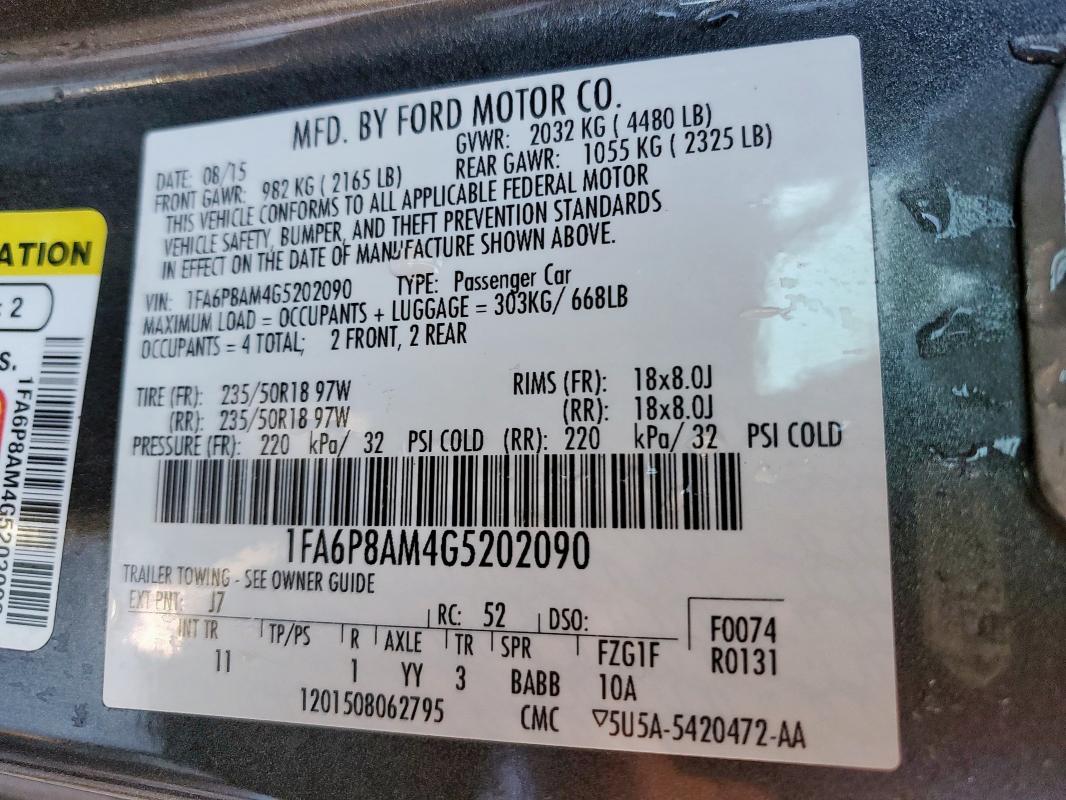 MFD. BY FORD MOTOR CO.
DATE: 08/15 GVWR: 2032 KG ( 4480 LB)
FRONT GAWR: 982 KG ( 2165 LB) REAR GAWR: 1055 KG ( 2325 LB)
THIS VEHICLE CONFORMS TO ALL APPLICABLE FEDERAL MOTOR
VEHICLE SAFETY, BUMPER, AND THEFT PREVENTION STANDARDS
IN EFFECT ON THE DATE OF MANUFACTURE SHOWN ABOVE.
VIN: 1FA6P8AM4G5202090 TYPE: Passenger Car
MAXIMUM LOAD = OCCUPANTS + LUGGAGE = 303KG/ 668LB
OCCUPANTS = 4 TOTAL; 2 FRONT, 2 REAR
TIRE (FR): 235/50R18 97W RIMS (FR): 18x8.0J
(RR): 235/50R18 97W (RR): 18x8.0J
PRESSURE (FR): 220 kPa/ 32 PSI COLD (RR): 220 kPa/ 32 PSI COLD
1FA6P8AM4G5202090
TRAILER TOWING - SEE OWNER GUIDE
EXT PNT: J7 RC: 52 DSO: F0074
INT TR TP/PS R AXLE TR SPR FZG1F R0131
11 1 YY 3 BABB 10A
1201508062795 CMC ▽5U5A-5420472-AA
ATION
: 2
S.
1FA6P8AM4G5202090